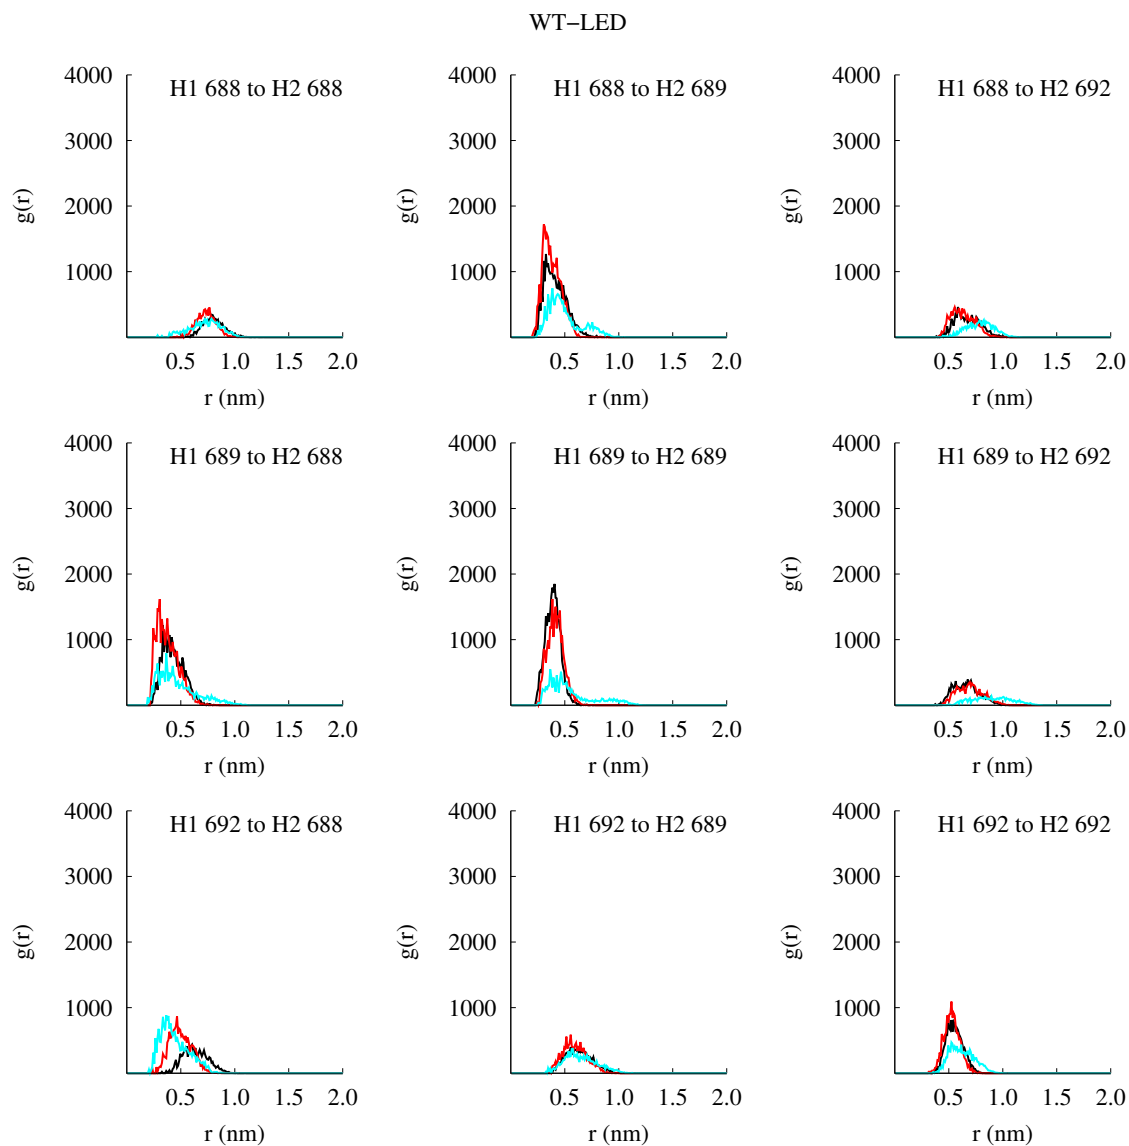 WT−LED
4000
3000
2000
1000
g(r)
H1 688 to H2 688
0.5 1.0 1.5 2.0
r (nm)
4000
3000
2000
1000
g(r)
H1 688 to H2 689
0.5 1.0 1.5 2.0
r (nm)
4000
3000
2000
1000
g(r)
H1 688 to H2 692
0.5 1.0 1.5 2.0
r (nm)
4000
3000
2000
1000
g(r)
H1 689 to H2 688
0.5 1.0 1.5 2.0
r (nm)
4000
3000
2000
1000
g(r)
H1 689 to H2 689
0.5 1.0 1.5 2.0
r (nm)
4000
3000
2000
1000
g(r)
H1 689 to H2 692
0.5 1.0 1.5 2.0
r (nm)
4000
3000
2000
1000
g(r)
H1 692 to H2 688
0.5 1.0 1.5 2.0
r (nm)
4000
3000
2000
1000
g(r)
H1 692 to H2 689
0.5 1.0 1.5 2.0
r (nm)
4000
3000
2000
1000
g(r)
H1 692 to H2 692
0.5 1.0 1.5 2.0
r (nm)